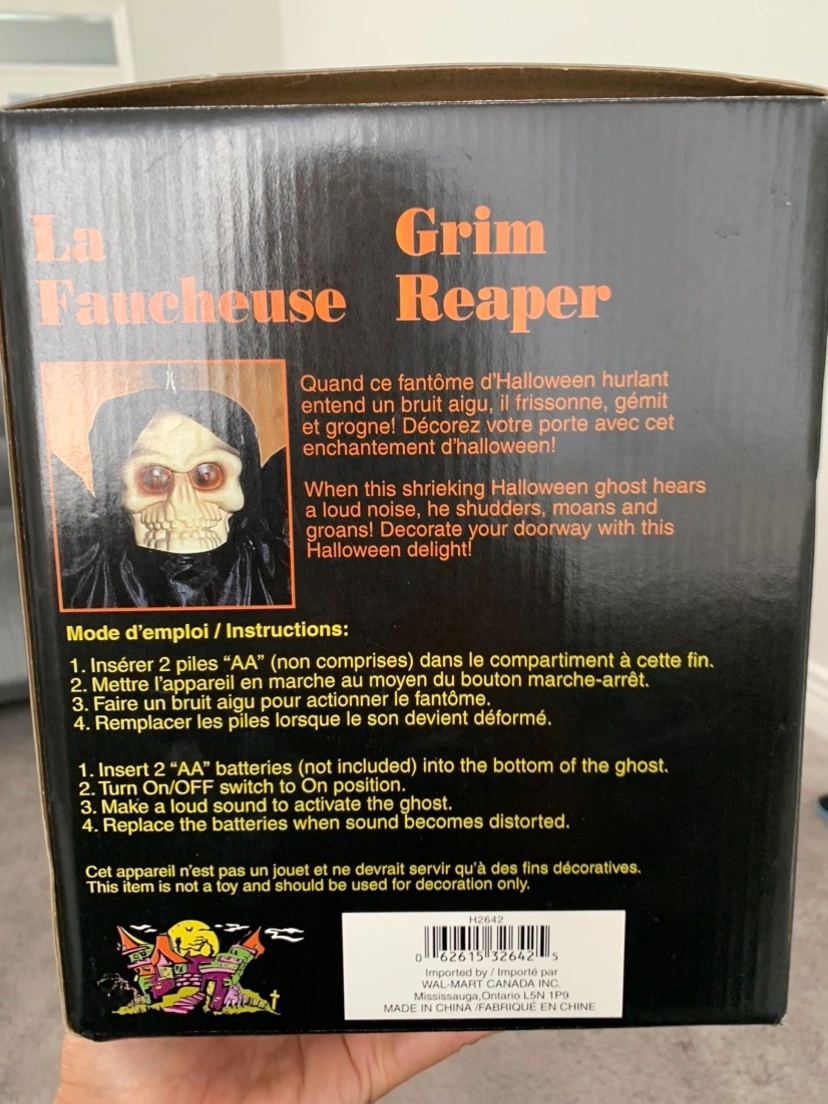 La
Faucheuse
Grim
Reaper
Quand ce fantôme d'Halloween hurlant
entend un bruit aigu, il frissonne, gémit
et grogne! Décorez votre porte avec cet
enchantement d'halloween!
When this shrieking Halloween ghost hears
a loud noise, he shudders, moans and
groans! Decorate your doorway with this
Halloween delight!
Mode d'emploi / Instructions:
1. Insérer 2 piles “AA” (non comprises) dans le compartiment à cette fin.
2. Mettre l'appareil en marche au moyen du bouton marche-arrêt.
3. Faire un bruit aigu pour actionner le fantôme.
4. Remplacer les piles lorsque le son devient déformé.
1. Insert 2 “AA” batteries (not included) into the bottom of the ghost.
2. Turn On/OFF switch to On position.
3. Make a loud sound to activate the ghost.
4. Replace the batteries when sound becomes distorted.
Cet appareil n'est pas un jouet et ne devrait servir qu'à des fins décoratives.
This item is not a toy and should be used for decoration only.
H2642
0 62615 32642 5
Imported by / Importé par
WAL-MART CANADA INC.
Mississauga,Ontario L5N 1P9
MADE IN CHINA /FABRIQUÉ EN CHINE